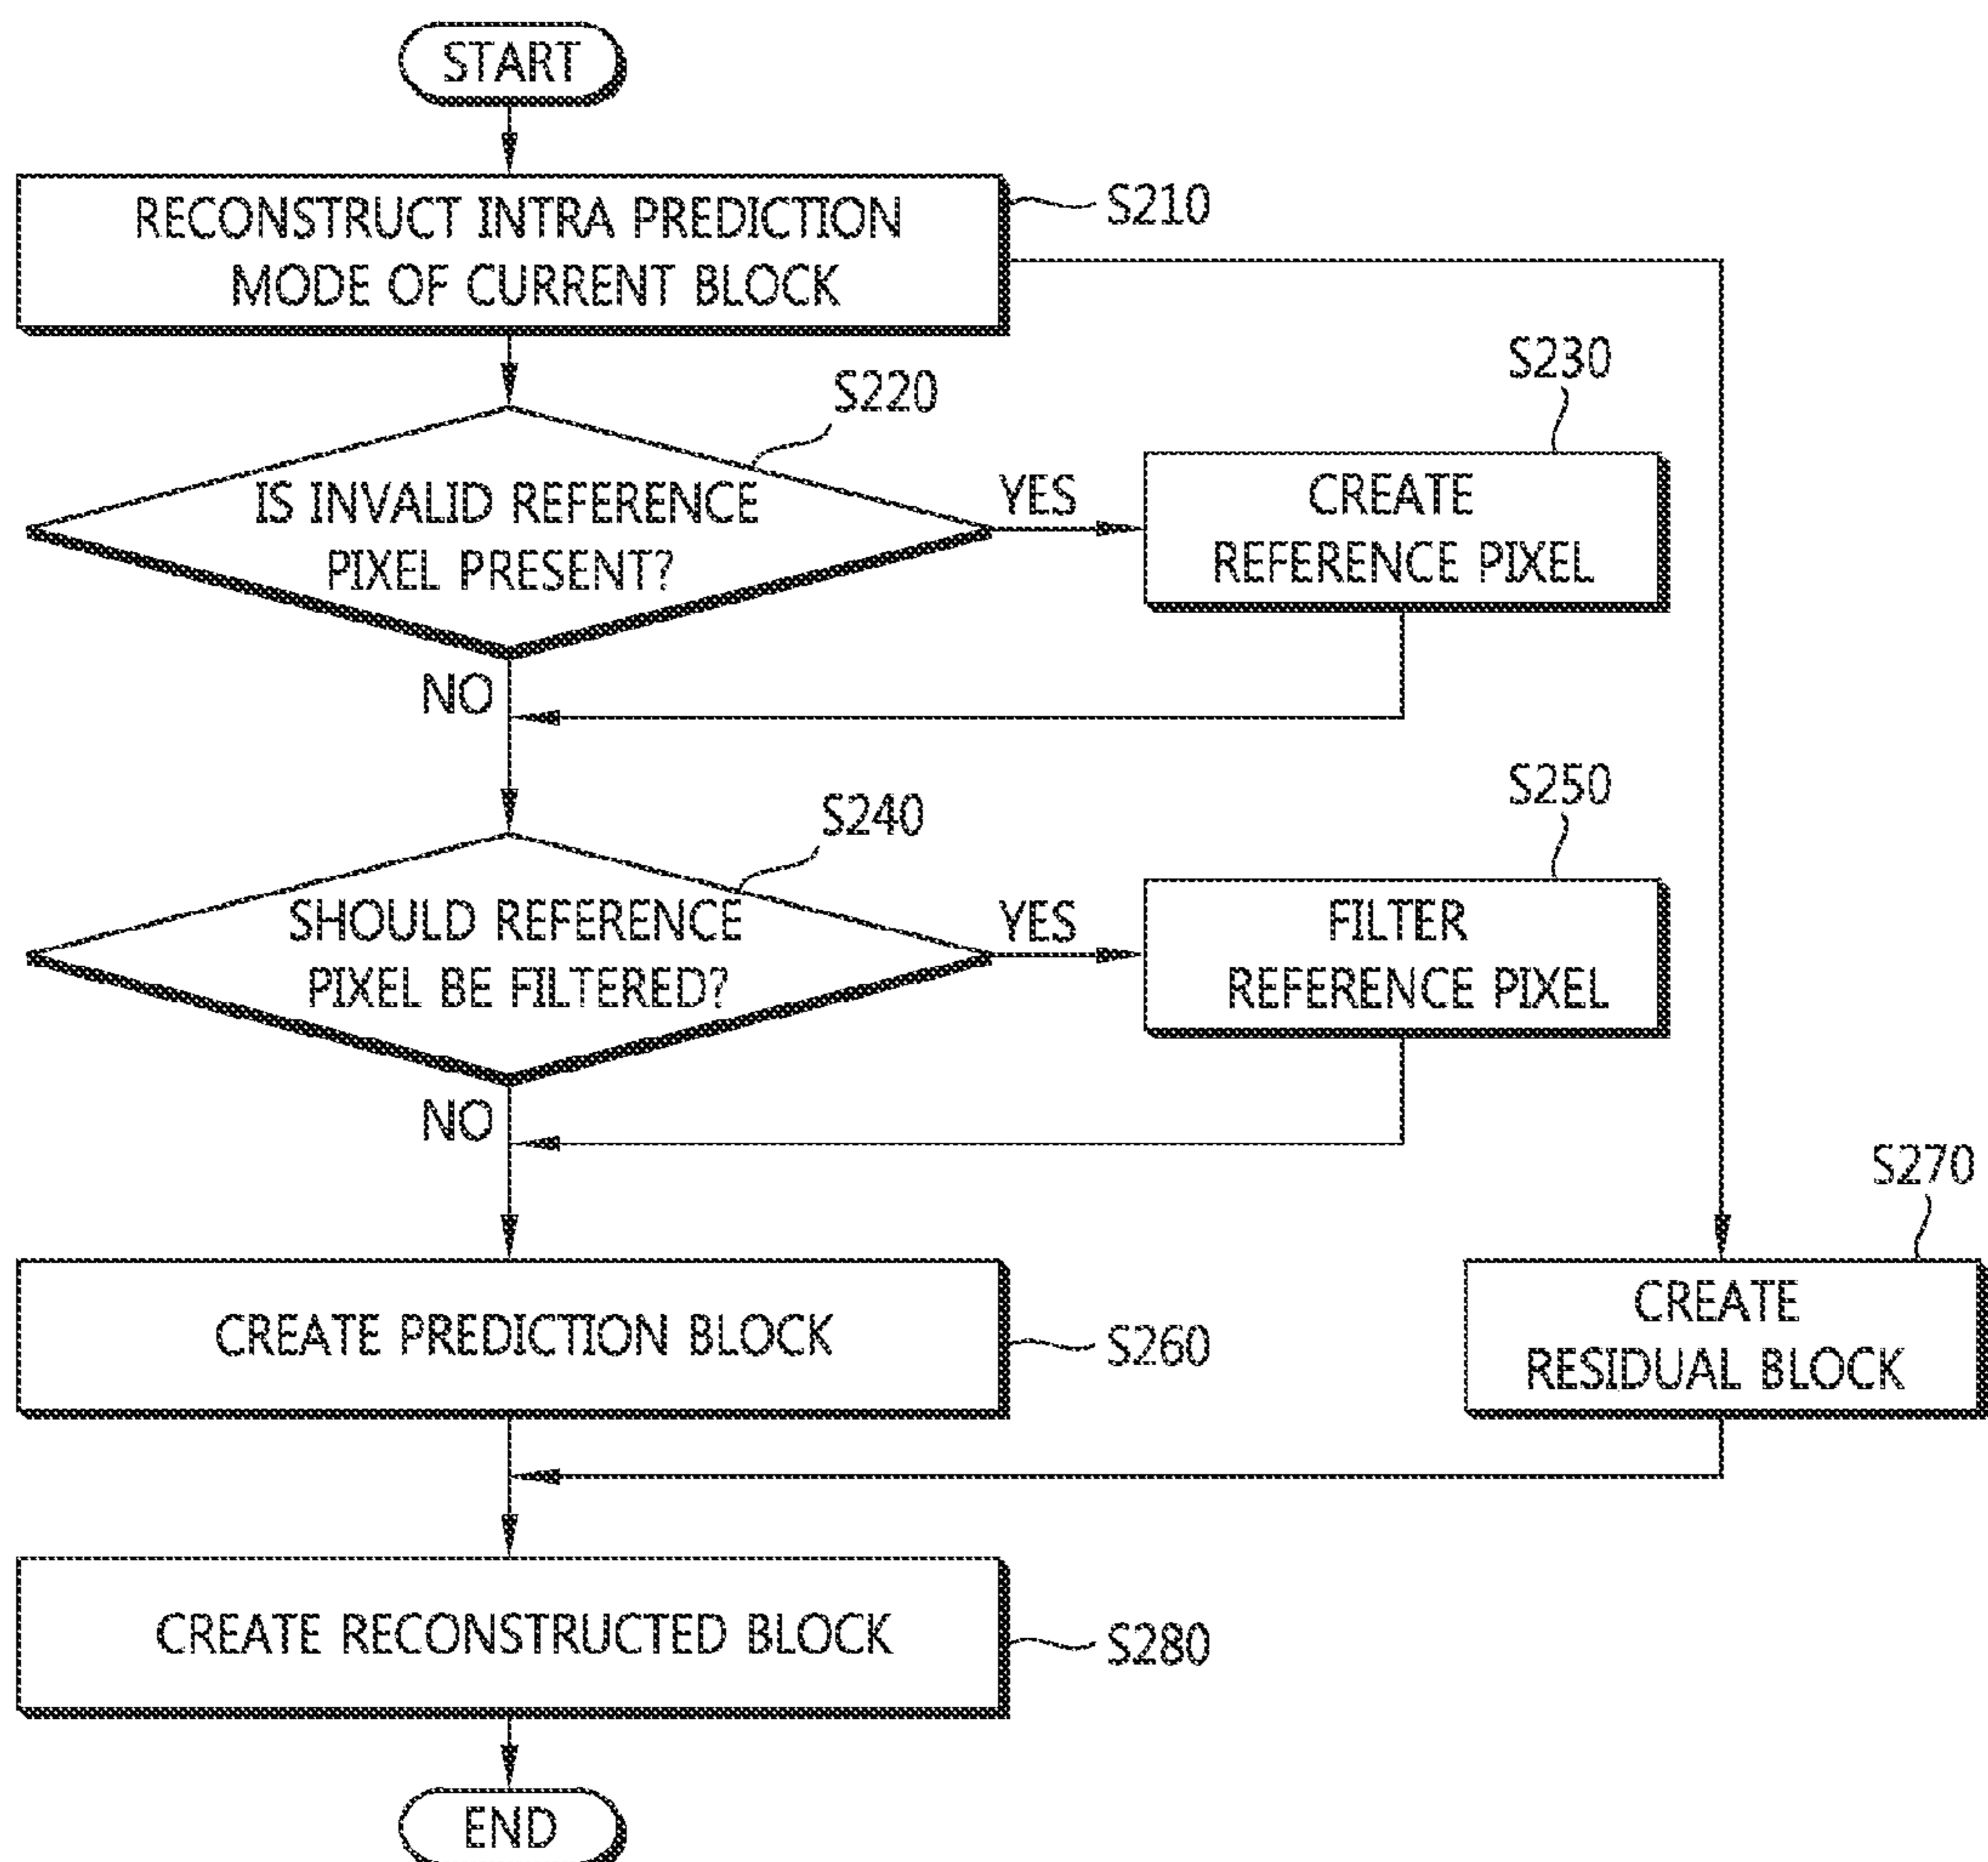 START
RECONSTRUCT INTRA PREDICTION
MODE OF CURRENT BLOCK
S210
S220
IS INVALID REFERENCE
PIXEL PRESENT?
YES
S230
CREATE
REFERENCE PIXEL
NO
S240
SHOULD REFERENCE
PIXEL BE FILTERED?
YES
S250
FILTER
REFERENCE PIXEL
NO
CREATE PREDICTION BLOCK
S260
S270
CREATE
RESIDUAL BLOCK
CREATE RECONSTRUCTED BLOCK
S280
END